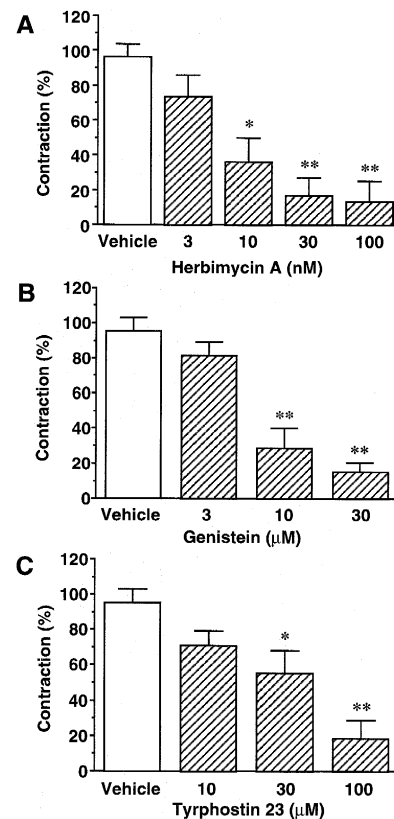 A
120
100
80
60
40
20
0
Contraction (%)
*
**
**
Vehicle 3 10 30 100
Herbimycin A (nM)
B
120
100
80
60
40
20
0
Contraction (%)
**
**
Vehicle 3 10 30
Genistein (μM)
C
120
100
80
60
40
20
0
Contraction (%)
*
**
Vehicle 10 30 100
Tyrphostin 23 (μM)